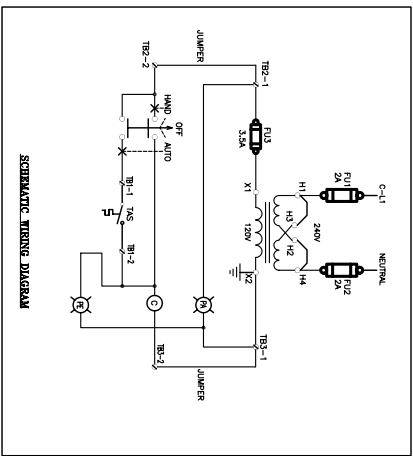 C-L1
NEUTRAL
FU1
2A
FU2
2A
240V
H1
H3
H2
H4
X1
120V
X2
FU3
3.5A
TB2-1
TB3-1
JUMPER
JUMPER
TB2-2
TB3-2
PA
HAND
OFF
AUTO
C
TB1-1
TAS
TB1-2
PE
SCHEMATIC WIRING DIAGRAM